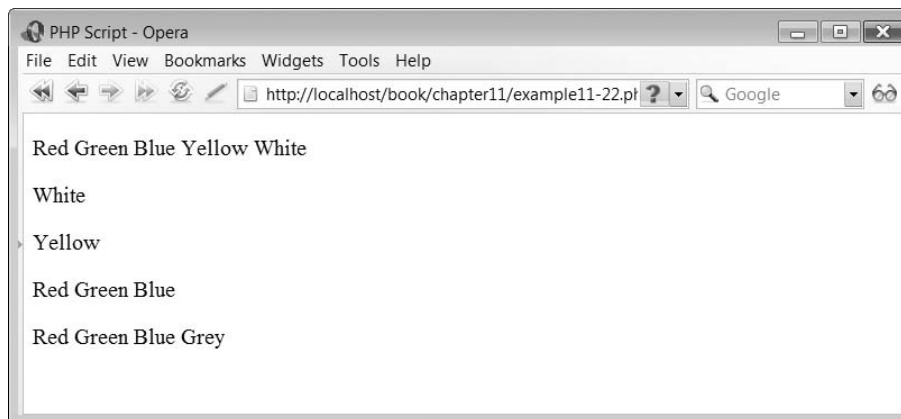 PHP Script - Opera
File Edit View Bookmarks Widgets Tools Help
http://localhost/book/chapter11/example11-22.ph ? Google
Red Green Blue Yellow White
White
Yellow
Red Green Blue
Red Green Blue Grey